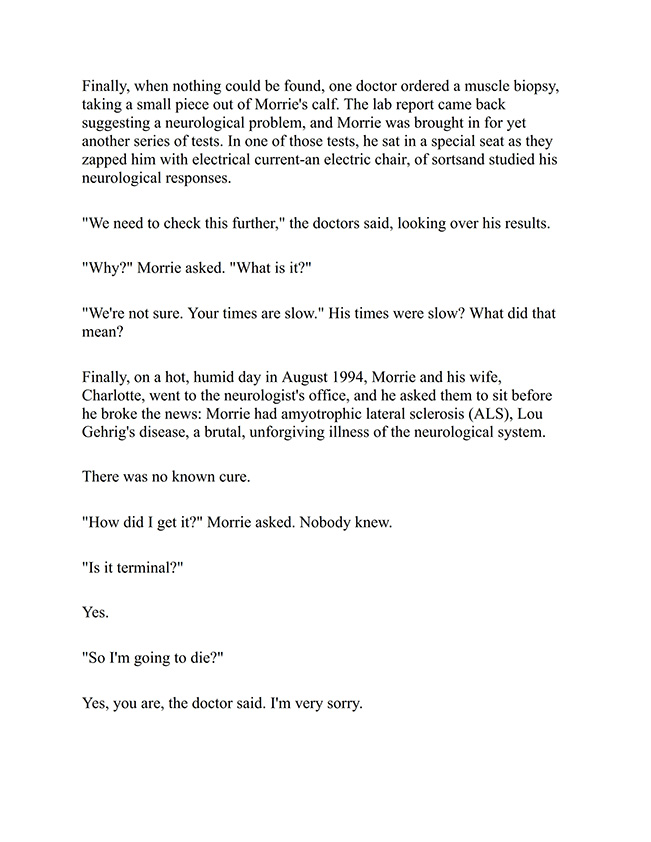 Finally, when nothing could be found, one doctor ordered a muscle biopsy,
taking a small piece out of Morrie's calf. The lab report came back
suggesting a neurological problem, and Morrie was brought in for yet
another series of tests. In one of those tests, he sat in a special seat as they
zapped him with electrical current-an electric chair, of sortsand studied his
neurological responses.
"We need to check this further," the doctors said, looking over his results.
"Why?" Morrie asked. "What is it?"
"We're not sure. Your times are slow." His times were slow? What did that
mean?
Finally, on a hot, humid day in August 1994, Morrie and his wife,
Charlotte, went to the neurologist's office, and he asked them to sit before
he broke the news: Morrie had amyotrophic lateral sclerosis (ALS), Lou
Gehrig's disease, a brutal, unforgiving illness of the neurological system.
There was no known cure.
"How did I get it?" Morrie asked. Nobody knew.
"Is it terminal?"
Yes.
"So I'm going to die?"
Yes, you are, the doctor said. I'm very sorry.